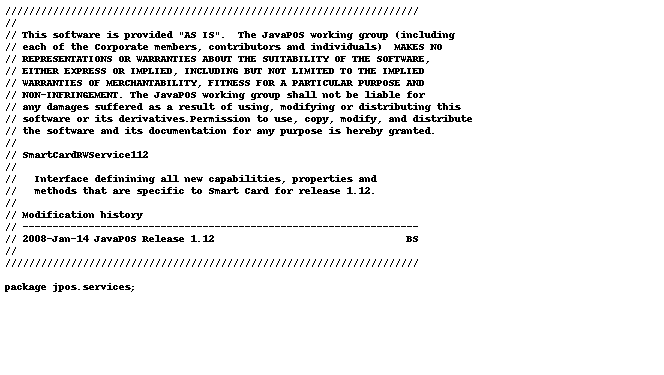 //////////////////////////////////////////////////////////////////////
//
// This software is provided "AS IS".  The JavaPOS working group (including
// each of the Corporate members, contributors and individuals)  MAKES NO
// REPRESENTATIONS OR WARRANTIES ABOUT THE SUITABILITY OF THE SOFTWARE,
// EITHER EXPRESS OR IMPLIED, INCLUDING BUT NOT LIMITED TO THE IMPLIED
// WARRANTIES OF MERCHANTABILITY, FITNESS FOR A PARTICULAR PURPOSE AND
// NON-INFRINGEMENT. The JavaPOS working group shall not be liable for
// any damages suffered as a result of using, modifying or distributing this
// software or its derivatives.Permission to use, copy, modify, and distribute
// the software and its documentation for any purpose is hereby granted.
//
// SmartCardRWService112
//
//   Interface definining all new capabilities, properties and
//   methods that are specific to Smart Card for release 1.12.
//
// Modification history
// ------------------------------------------------------------------
// 2008-Jan-14 JavaPOS Release 1.12                                BS
//
//////////////////////////////////////////////////////////////////////

package jpos.services;